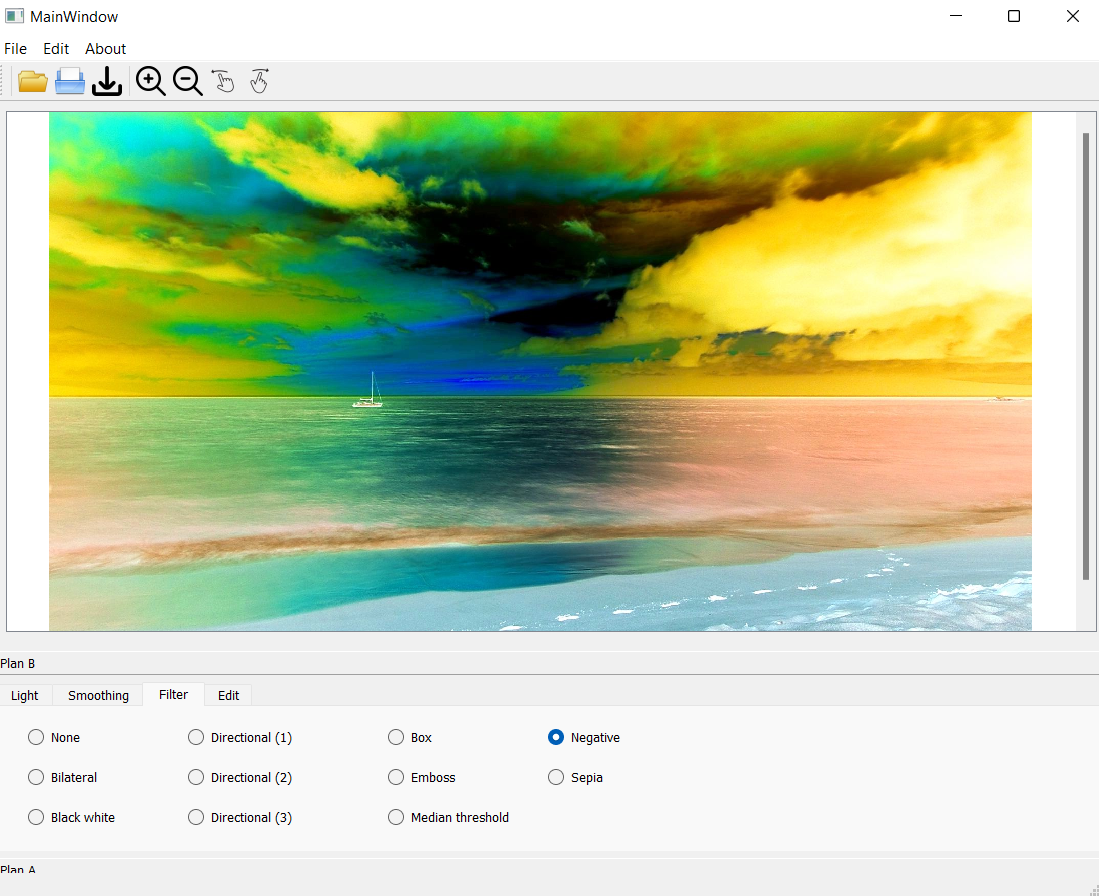 MainWindow
File Edit About
Plan B
Light Smoothing Filter Edit
None Directional (1) Box Negative
Bilateral Directional (2) Emboss Sepia
Black white Directional (3) Median threshold
Plan A